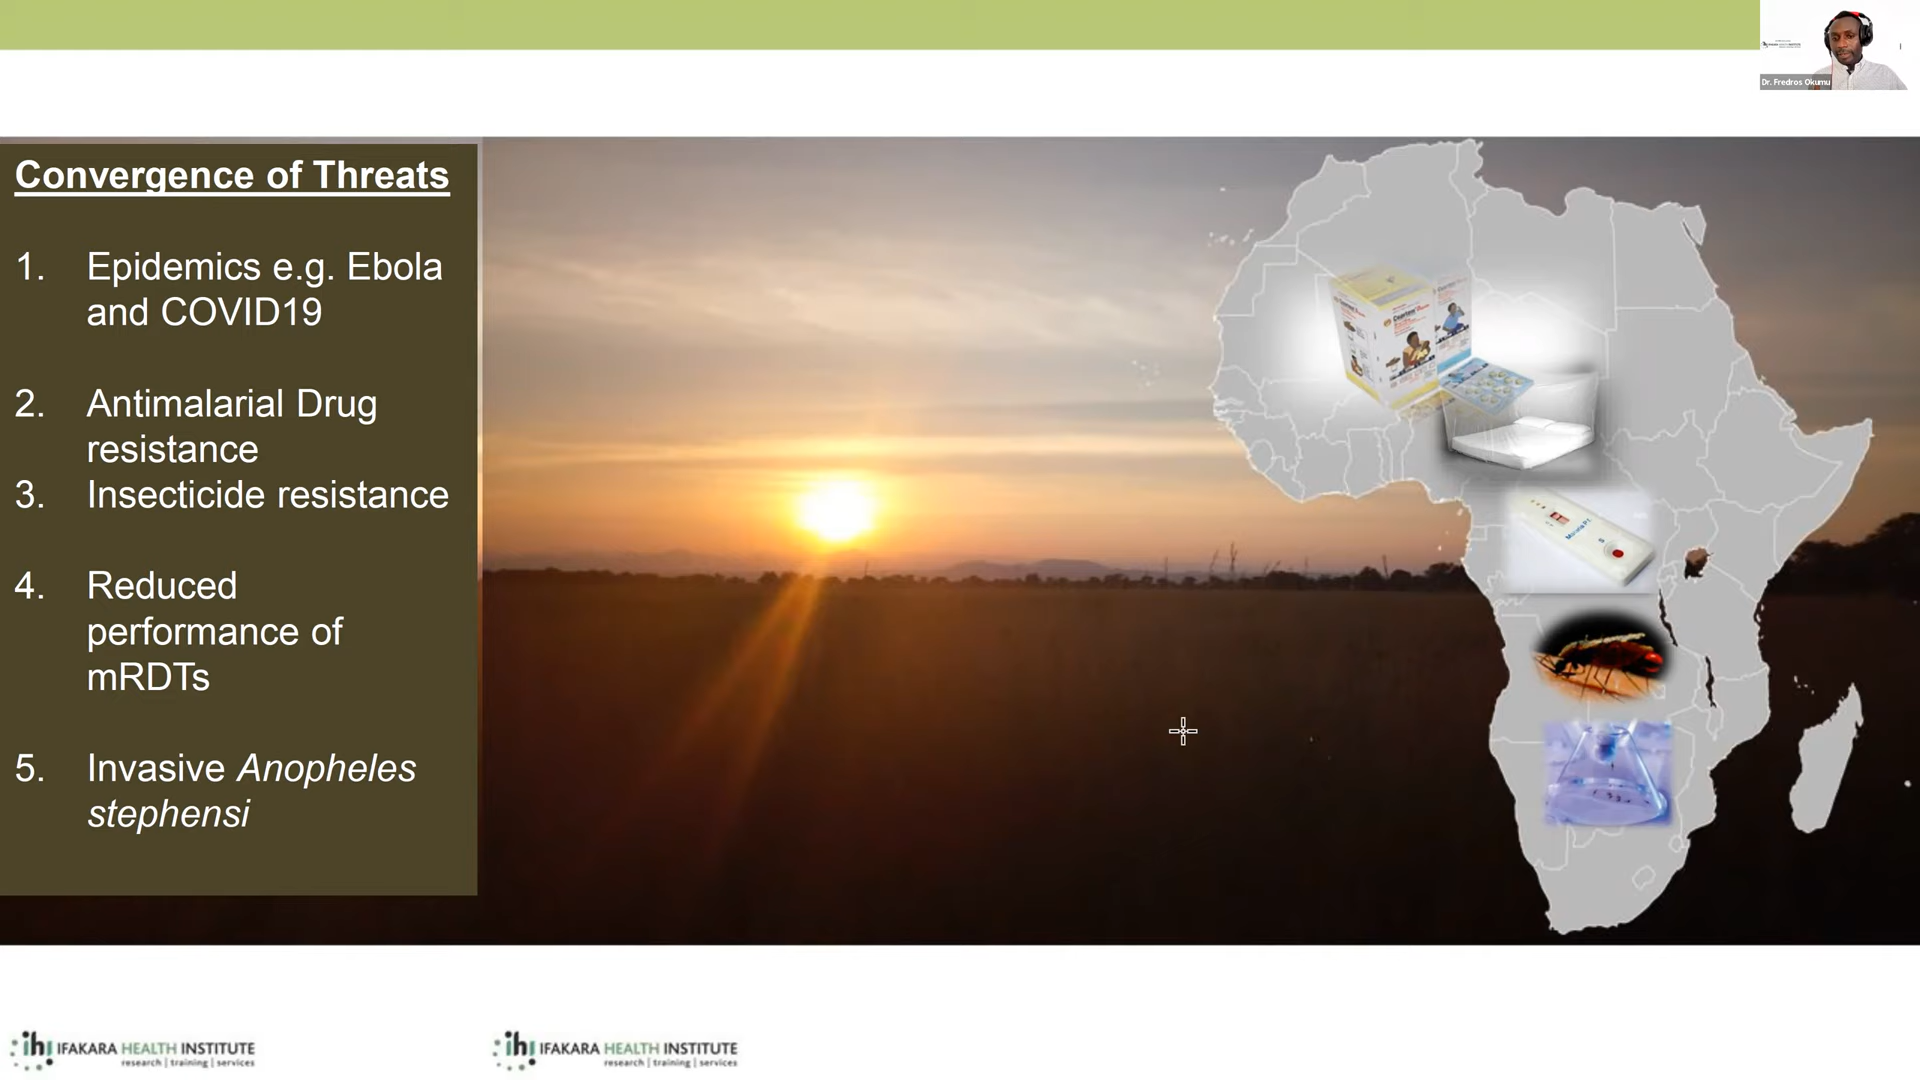 Dr. Fredros Okumu
Convergence of Threats
1. Epidemics e.g. Ebola
and COVID19
2. Antimalarial Drug
resistance
3. Insecticide resistance
4. Reduced
performance of
mRDTs
5. Invasive Anopheles
stephensi
ihi IFAKARA HEALTH INSTITUTE
research | training | services
ihi IFAKARA HEALTH INSTITUTE
research | training | services